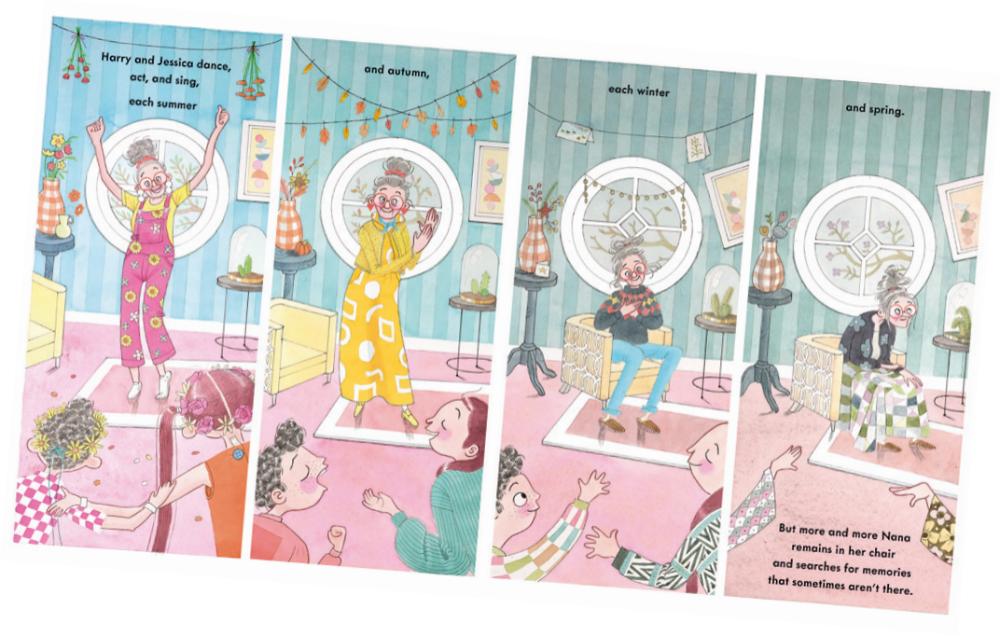 Harry and Jessica dance,
act, and sing,
each summer
and autumn,
each winter
and spring.
But more and more Nana
remains in her chair
and searches for memories
that sometimes aren't there.